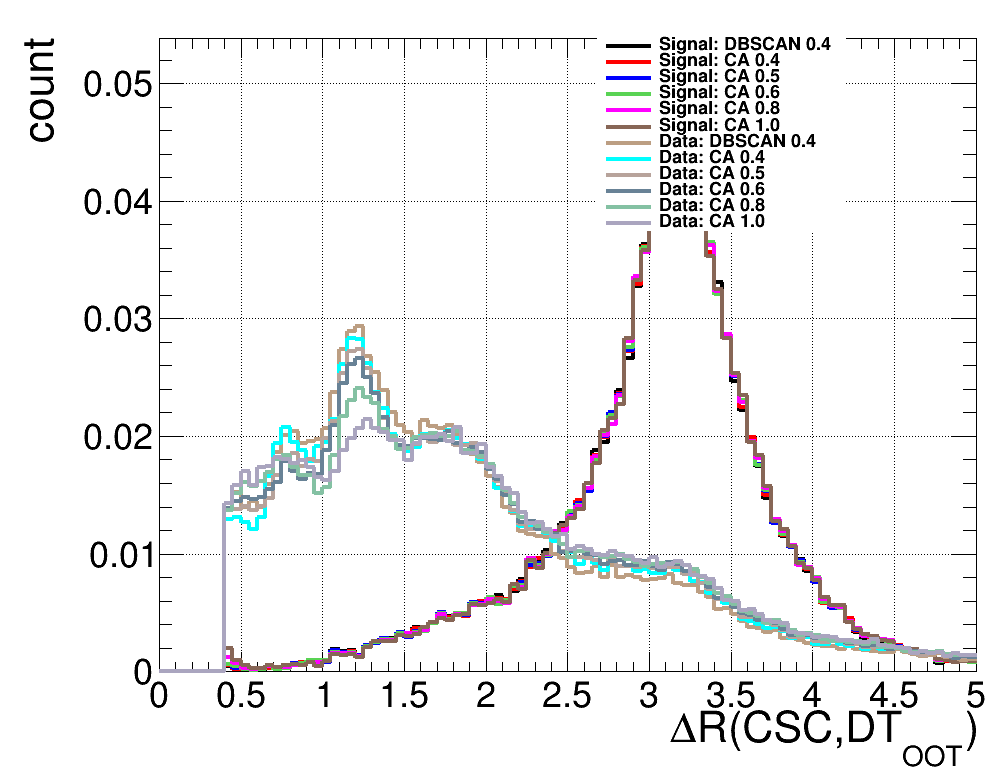 count
0.05
0.04
0.03
0.02
0.01
0
Signal: DBSCAN 0.4
Signal: CA 0.4
Signal: CA 0.5
Signal: CA 0.6
Signal: CA 0.8
Signal: CA 1.0
Data: DBSCAN 0.4
Data: CA 0.4
Data: CA 0.5
Data: CA 0.6
Data: CA 0.8
Data: CA 1.0
0 0.5 1 1.5 2 2.5 3 3.5 4 4.5 5
ΔR(CSC,DT_OOT)